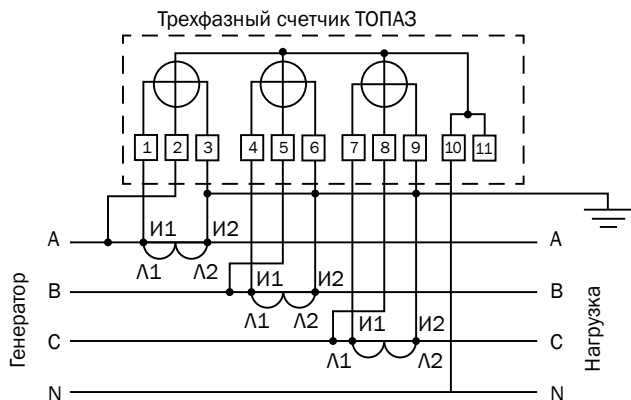 Трехфазный счетчик ТОПАЗ
1 2 3 4 5 6 7 8 9 10 11
A И1 И2 A
Л1 Л2
B И1 И2 B
Л1 Л2
C И1 И2 C
Л1 Л2
N N
Генератор
Нагрузка